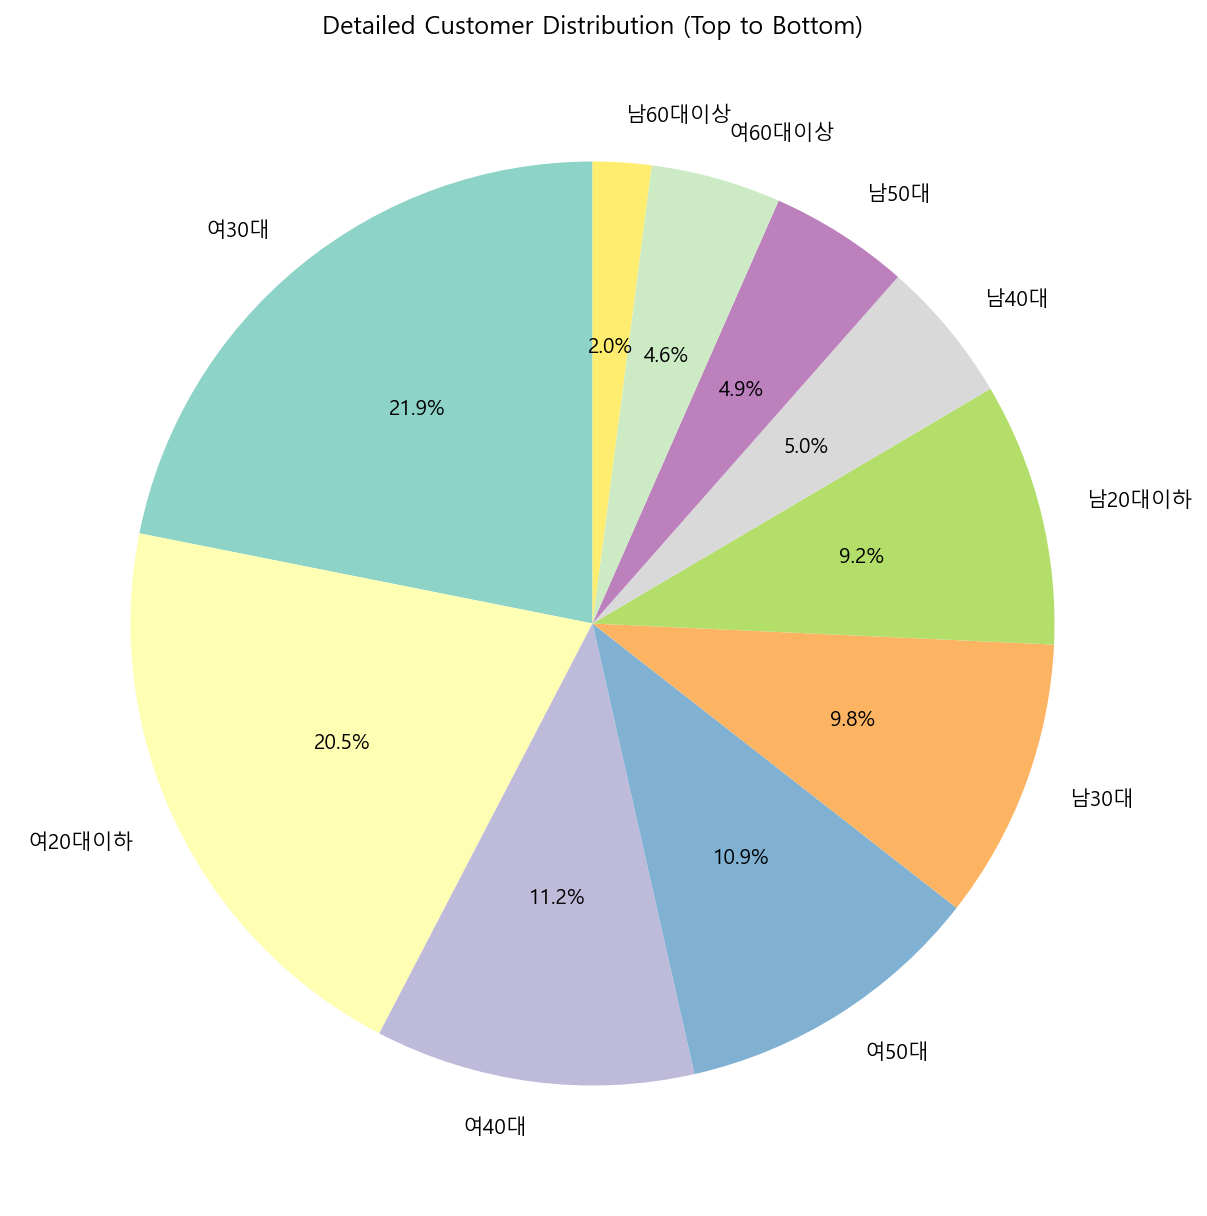 Detailed Customer Distribution (Top to Bottom)
남60대이상
여60대이상
남50대
여30대
남40대
2.0%
4.6%
4.9%
21.9%
5.0%
남20대이하
9.2%
9.8%
20.5%
남30대
여20대이하
10.9%
11.2%
여50대
여40대